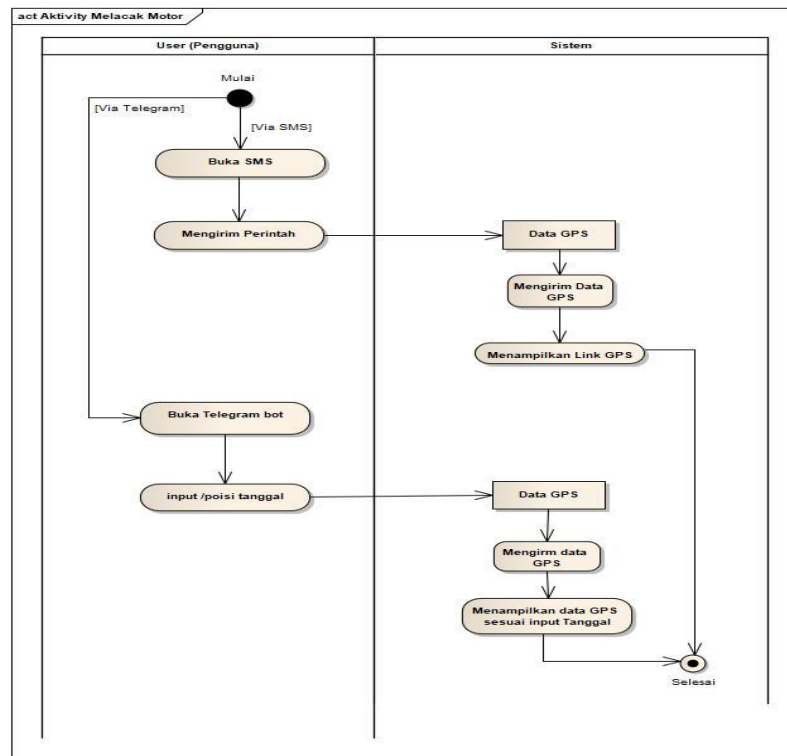 act Aktivity Melacak Motor
User (Pengguna)
Sistem
Mulai
[Via Telegram]
[Via SMS]
Buka SMS
Mengirim Perintah
Data GPS
Mengirim Data
GPS
Menampilkan Link GPS
Buka Telegram bot
input /poisi tanggal
Data GPS
Mengirm data
GPS
Menampilkan data GPS
sesuai input Tanggal
Selesai